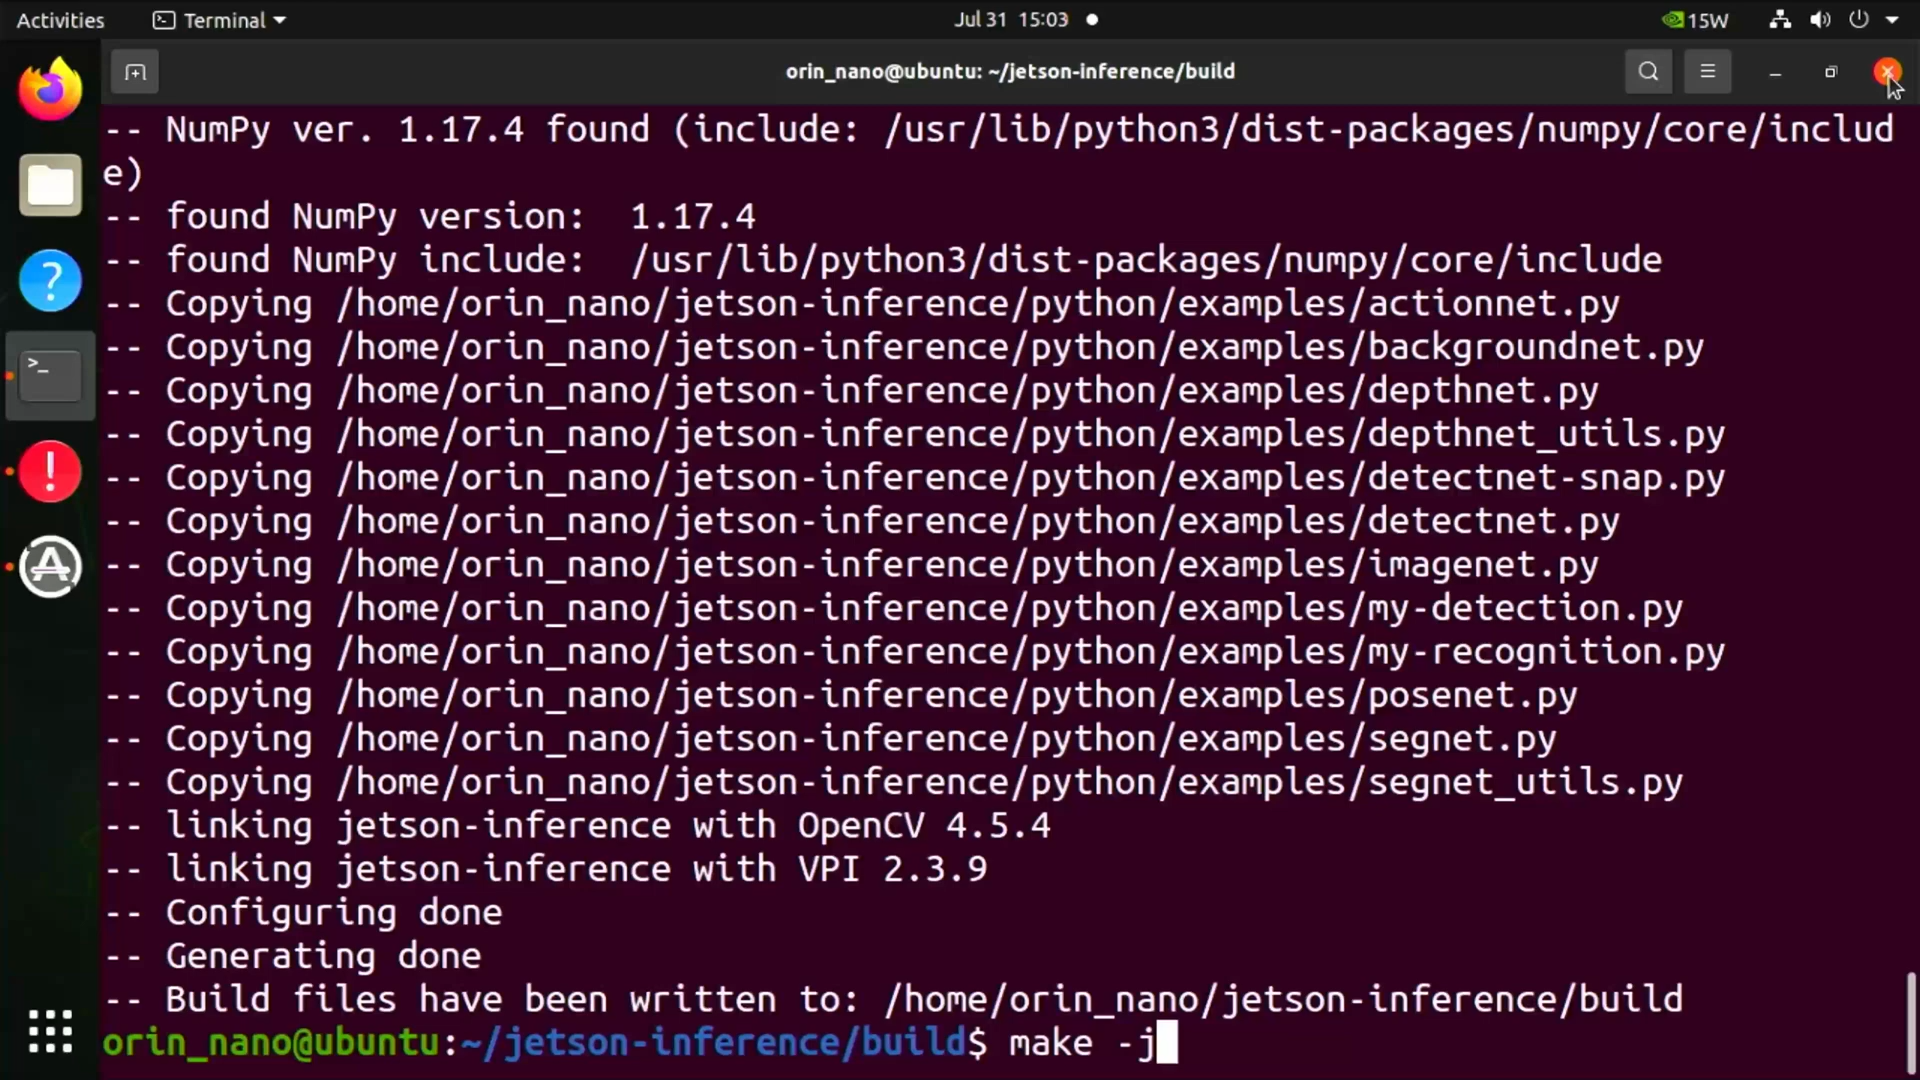 Activities Terminal Jul 31 15:03 15W
orin_nano@ubuntu: ~/jetson-inference/build
-- NumPy ver. 1.17.4 found (include: /usr/lib/python3/dist-packages/numpy/core/includ
e)
-- found NumPy version:  1.17.4
-- found NumPy include:  /usr/lib/python3/dist-packages/numpy/core/include
-- Copying /home/orin_nano/jetson-inference/python/examples/actionnet.py
-- Copying /home/orin_nano/jetson-inference/python/examples/backgroundnet.py
-- Copying /home/orin_nano/jetson-inference/python/examples/depthnet.py
-- Copying /home/orin_nano/jetson-inference/python/examples/depthnet_utils.py
-- Copying /home/orin_nano/jetson-inference/python/examples/detectnet-snap.py
-- Copying /home/orin_nano/jetson-inference/python/examples/detectnet.py
-- Copying /home/orin_nano/jetson-inference/python/examples/imagenet.py
-- Copying /home/orin_nano/jetson-inference/python/examples/my-detection.py
-- Copying /home/orin_nano/jetson-inference/python/examples/my-recognition.py
-- Copying /home/orin_nano/jetson-inference/python/examples/posenet.py
-- Copying /home/orin_nano/jetson-inference/python/examples/segnet.py
-- Copying /home/orin_nano/jetson-inference/python/examples/segnet_utils.py
-- linking jetson-inference with OpenCV 4.5.4
-- linking jetson-inference with VPI 2.3.9
-- Configuring done
-- Generating done
-- Build files have been written to: /home/orin_nano/jetson-inference/build
orin_nano@ubuntu:~/jetson-inference/build$ make -j